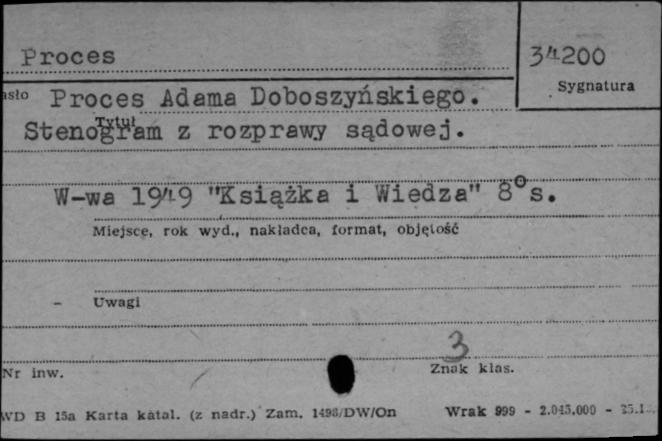 Proces
34200
Sygnatura
asło Proces Adama Doboszyńskiego.
Tytuł
Stenogram z rozprawy sądowej.
W-wa 1949 "Książka i Wiedza" 8°s.
Miejsce, rok wyd., nakładca, format, objętość
- Uwagi
3
Nr inw.
Znak klas.
WD B 15a Karta katal. (z nadr.) Zam. 1498/DW/On Wrak 999 - 2.045.000 -